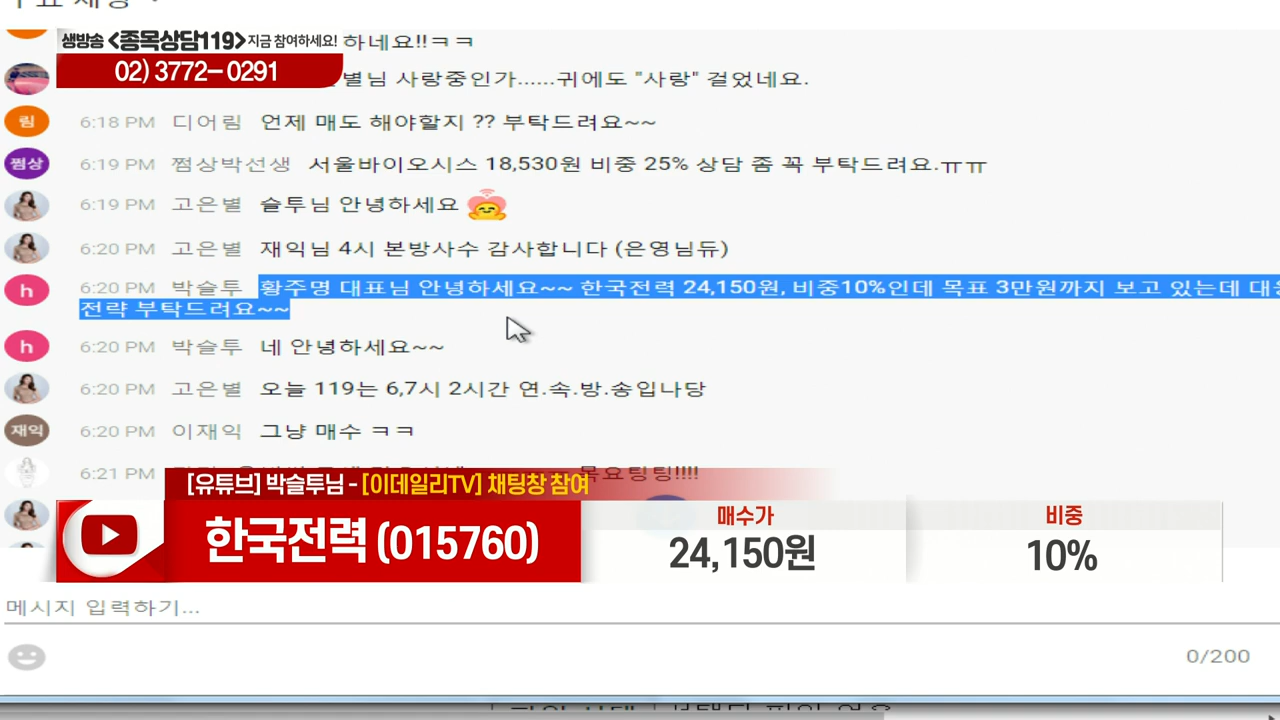 생방송 <종목상담119> 지금 참여하세요! 하네요!!ㅋㅋ
02) 3772-0291
별님 사랑중인가......귀에도 "사랑" 걸었네요.
림 6:18 PM 디어림 언제 매도 해야할지 ?? 부탁드려요~~
쩜상 6:19 PM 쩜상박선생 서울바이오시스 18,530원 비중 25% 상담 좀 꼭 부탁드려요.ㅠㅠ
6:19 PM 고은별 슬투님 안녕하세요
6:20 PM 고은별 재익님 4시 본방사수 감사합니다 (은영님듀)
h 6:20 PM 박슬투 황주명 대표님 안녕하세요~~ 한국전력 24,150원, 비중10%인데 목표 3만원까지 보고 있는데
전략 부탁드려요~~
h 6:20 PM 박슬투 네 안녕하세요~~
6:20 PM 고은별 오늘 119는 6,7시 2시간 연.속.방.송입나당
재익 6:20 PM 이재익 그냥 매수 ㅋㅋ
6:21 PM 목요팅팅!!!!
[유튜브] 박슬투님 - [이데일리TV] 채팅창 참여
한국전력 (015760)
매수가
24,150원
비중
10%
메시지 입력하기...
0/200